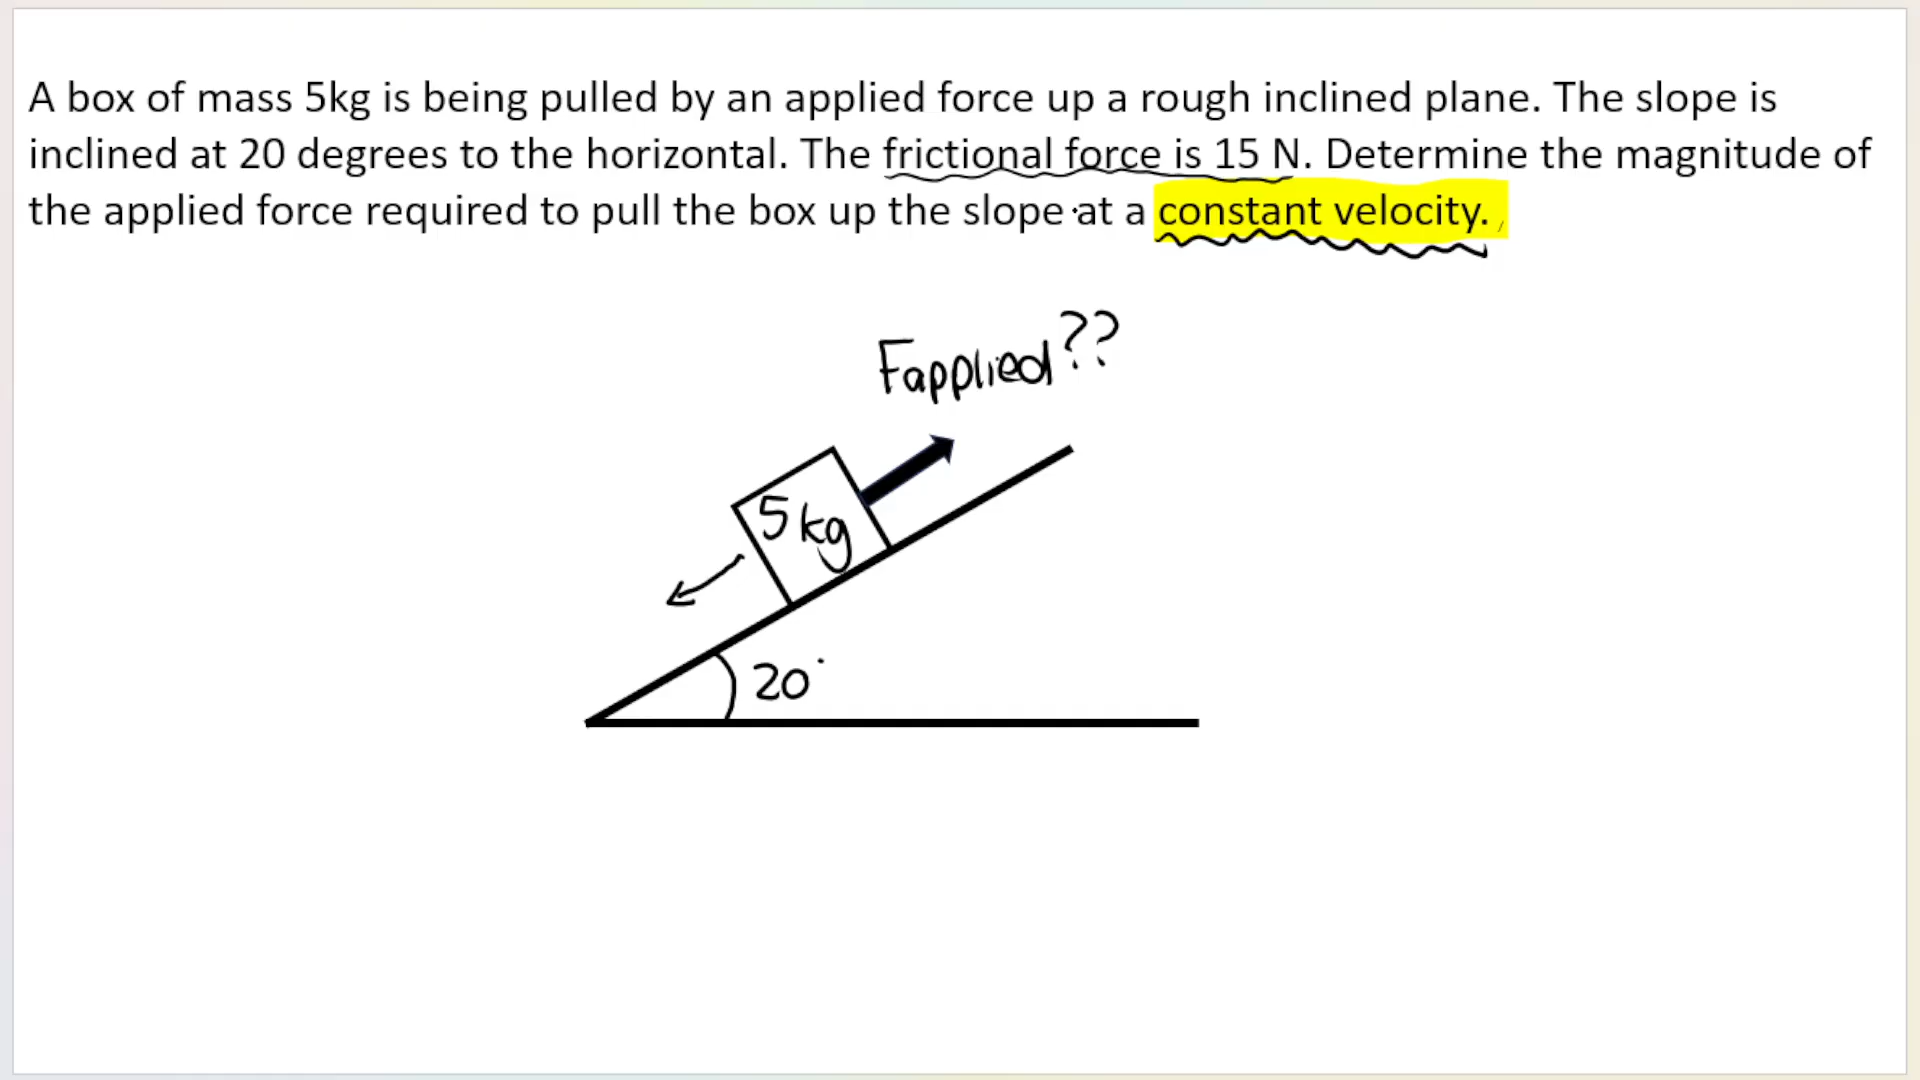 A box of mass 5kg is being pulled by an applied force up a rough inclined plane. The slope is
inclined at 20 degrees to the horizontal. The frictional force is 15 N. Determine the magnitude of
the applied force required to pull the box up the slope at a constant velocity.
Fapplied??
5kg
20°